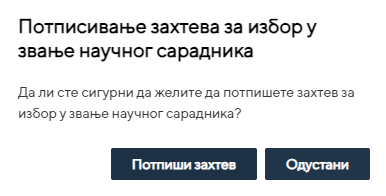 Потписивање захтева за избор у
звање научног сарадника
Да ли сте сигурни да желите да потпишете захтев за
избор у звање научног сарадника?
Потпиши захтев
Одустани